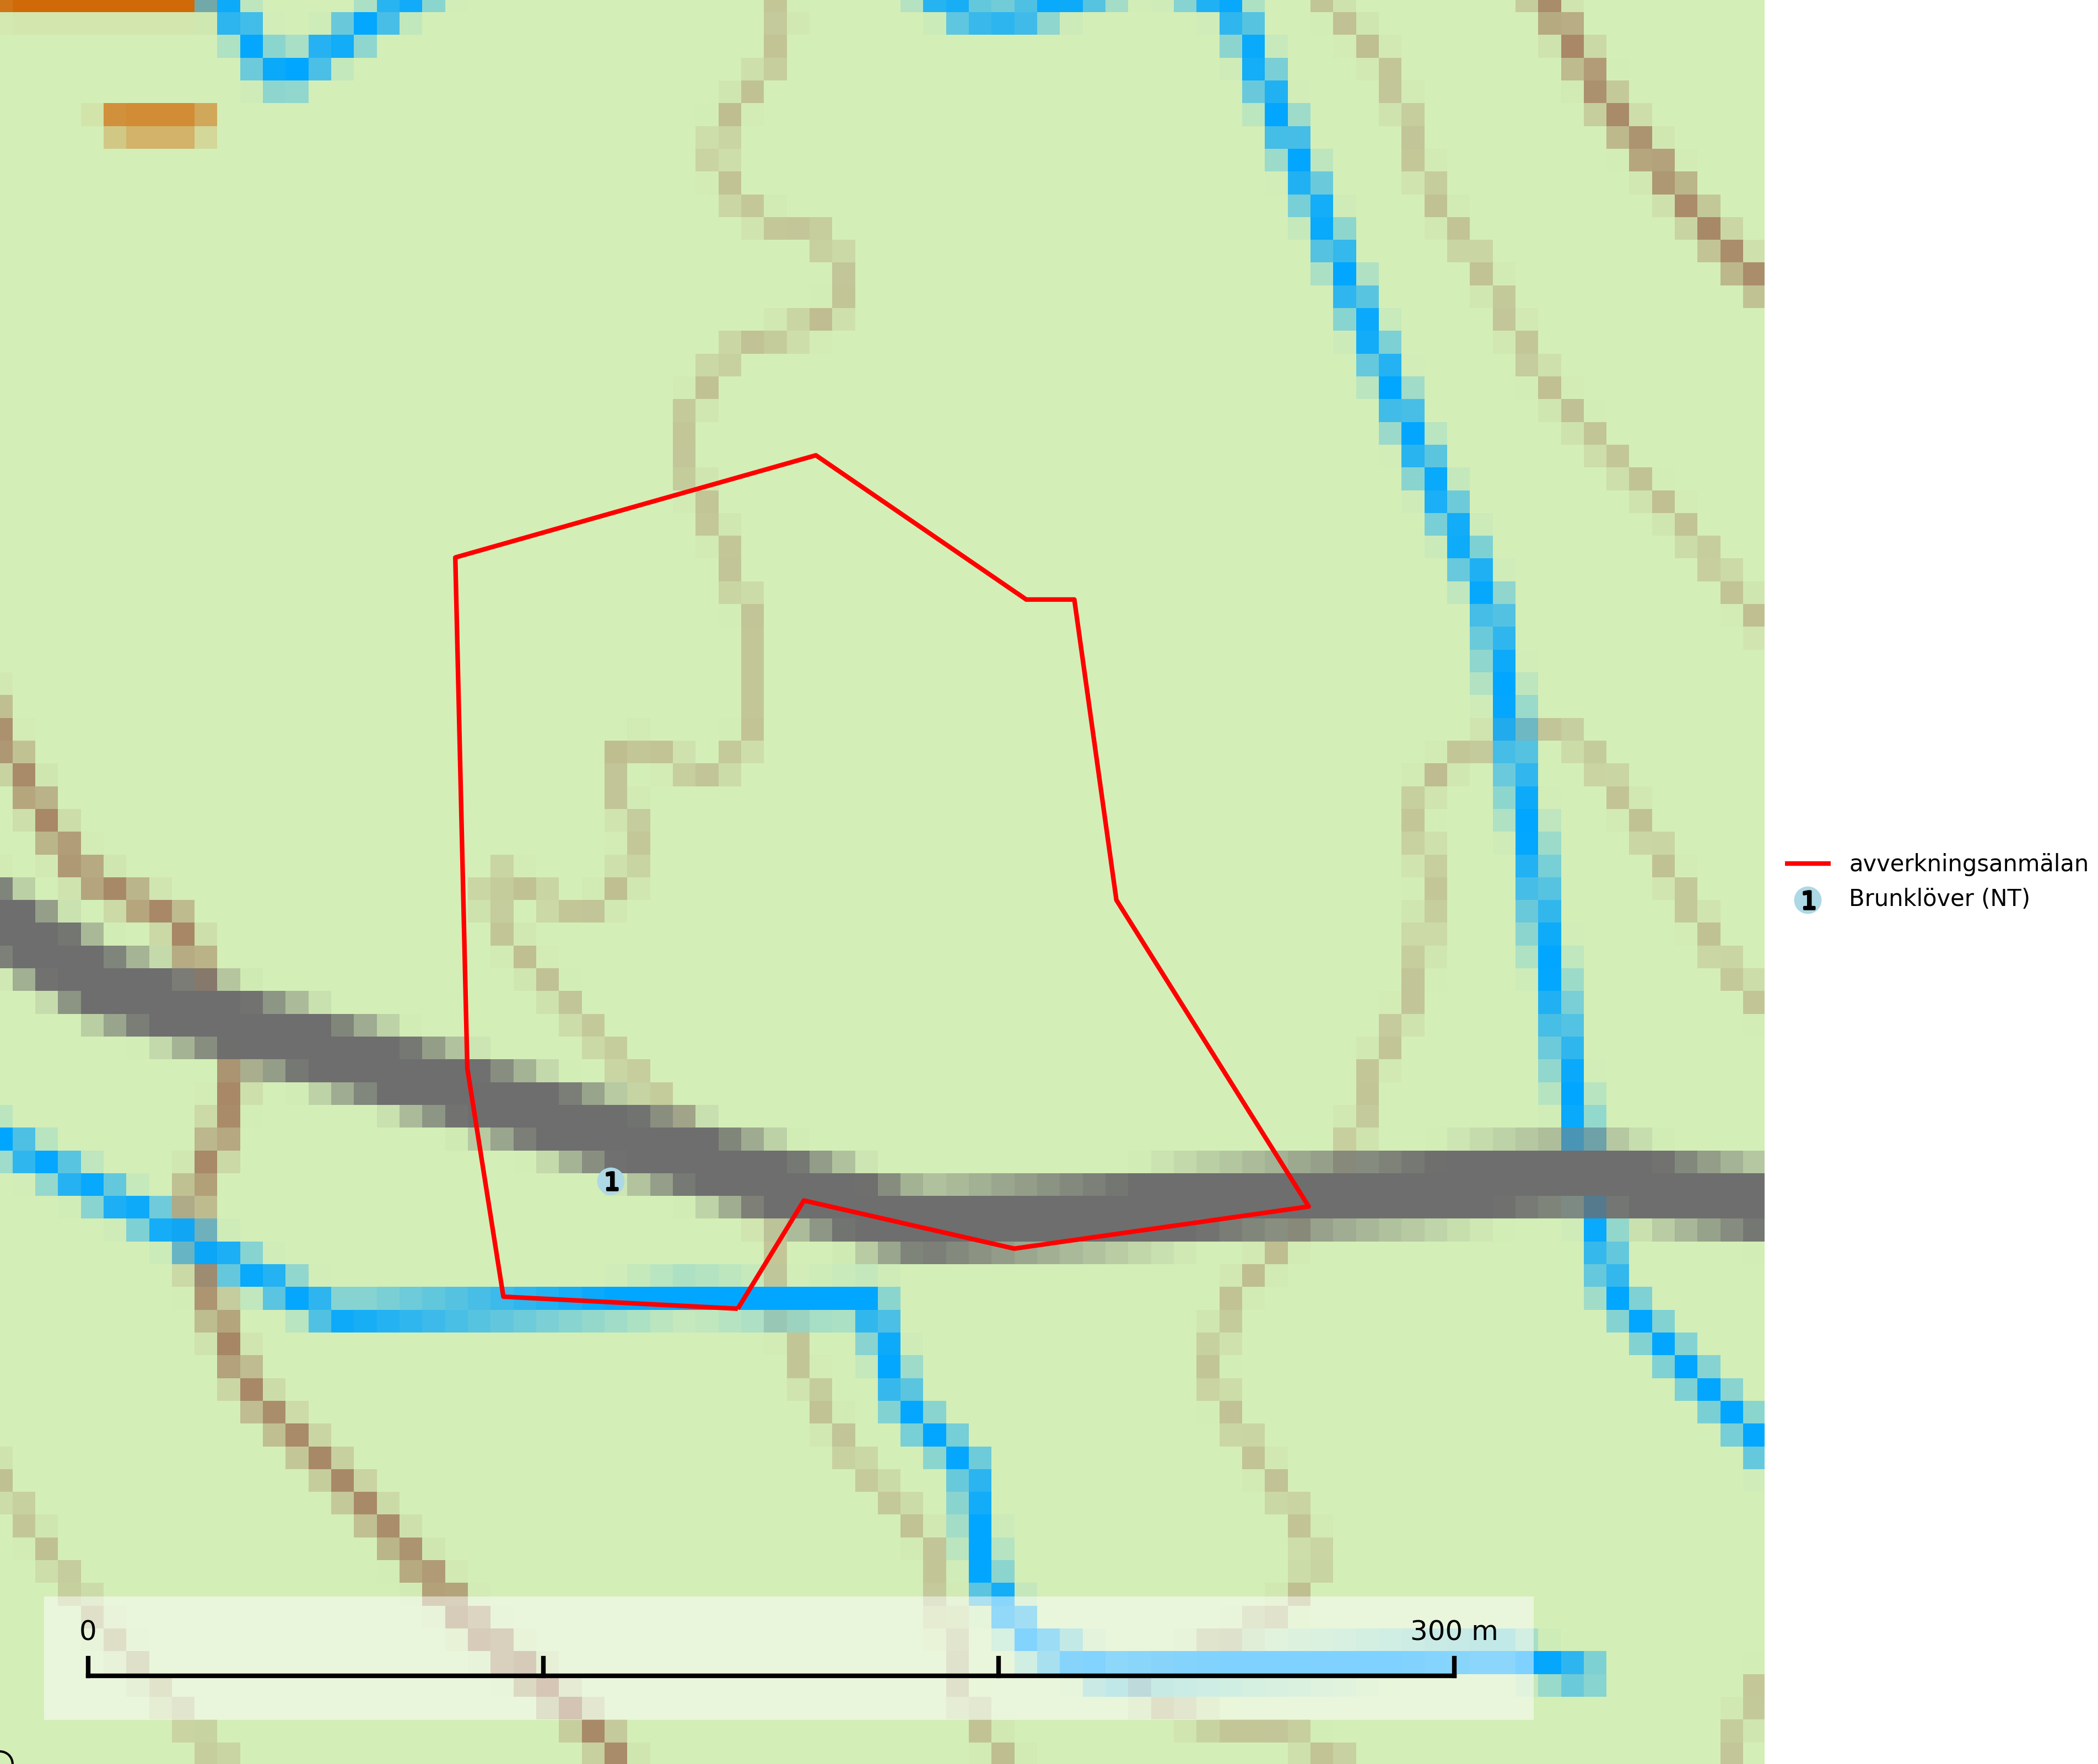 avverkningsanmälan
1 Brunklöver (NT)
1
0 300 m